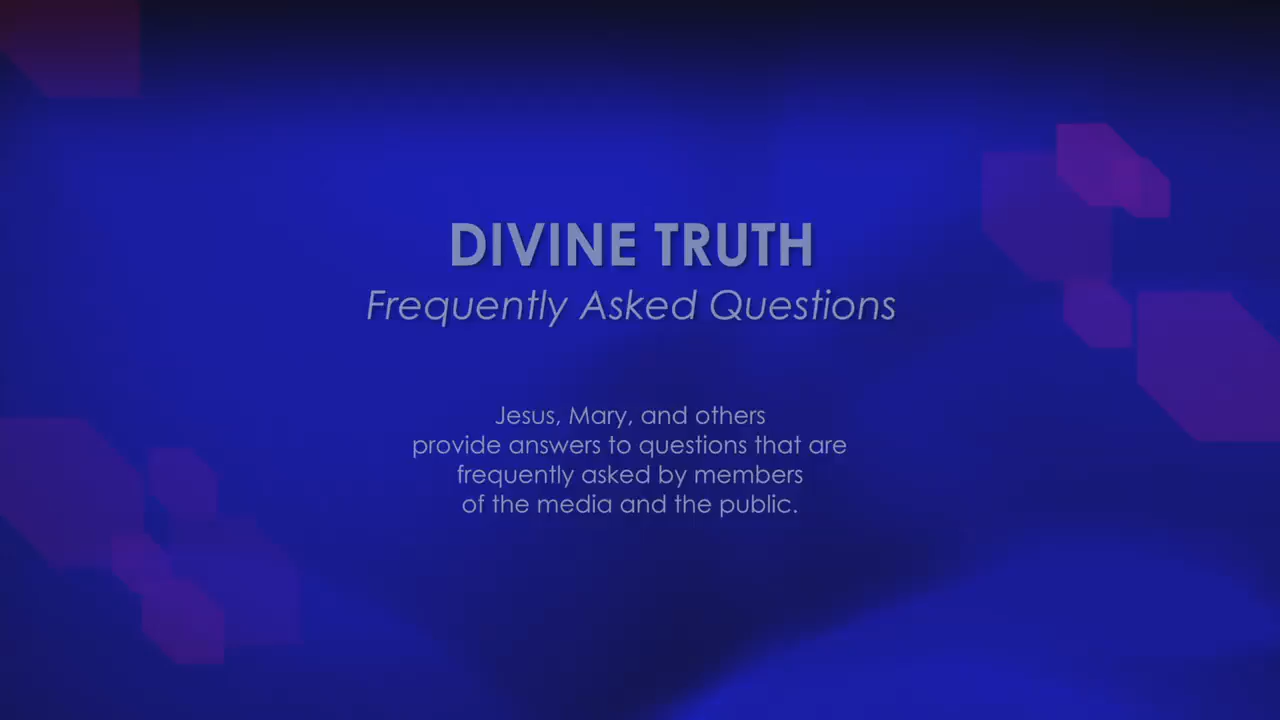 DIVINE TRUTH
Frequently Asked Questions
Jesus, Mary, and others
provide answers to questions that are
frequently asked by members
of the media and the public.